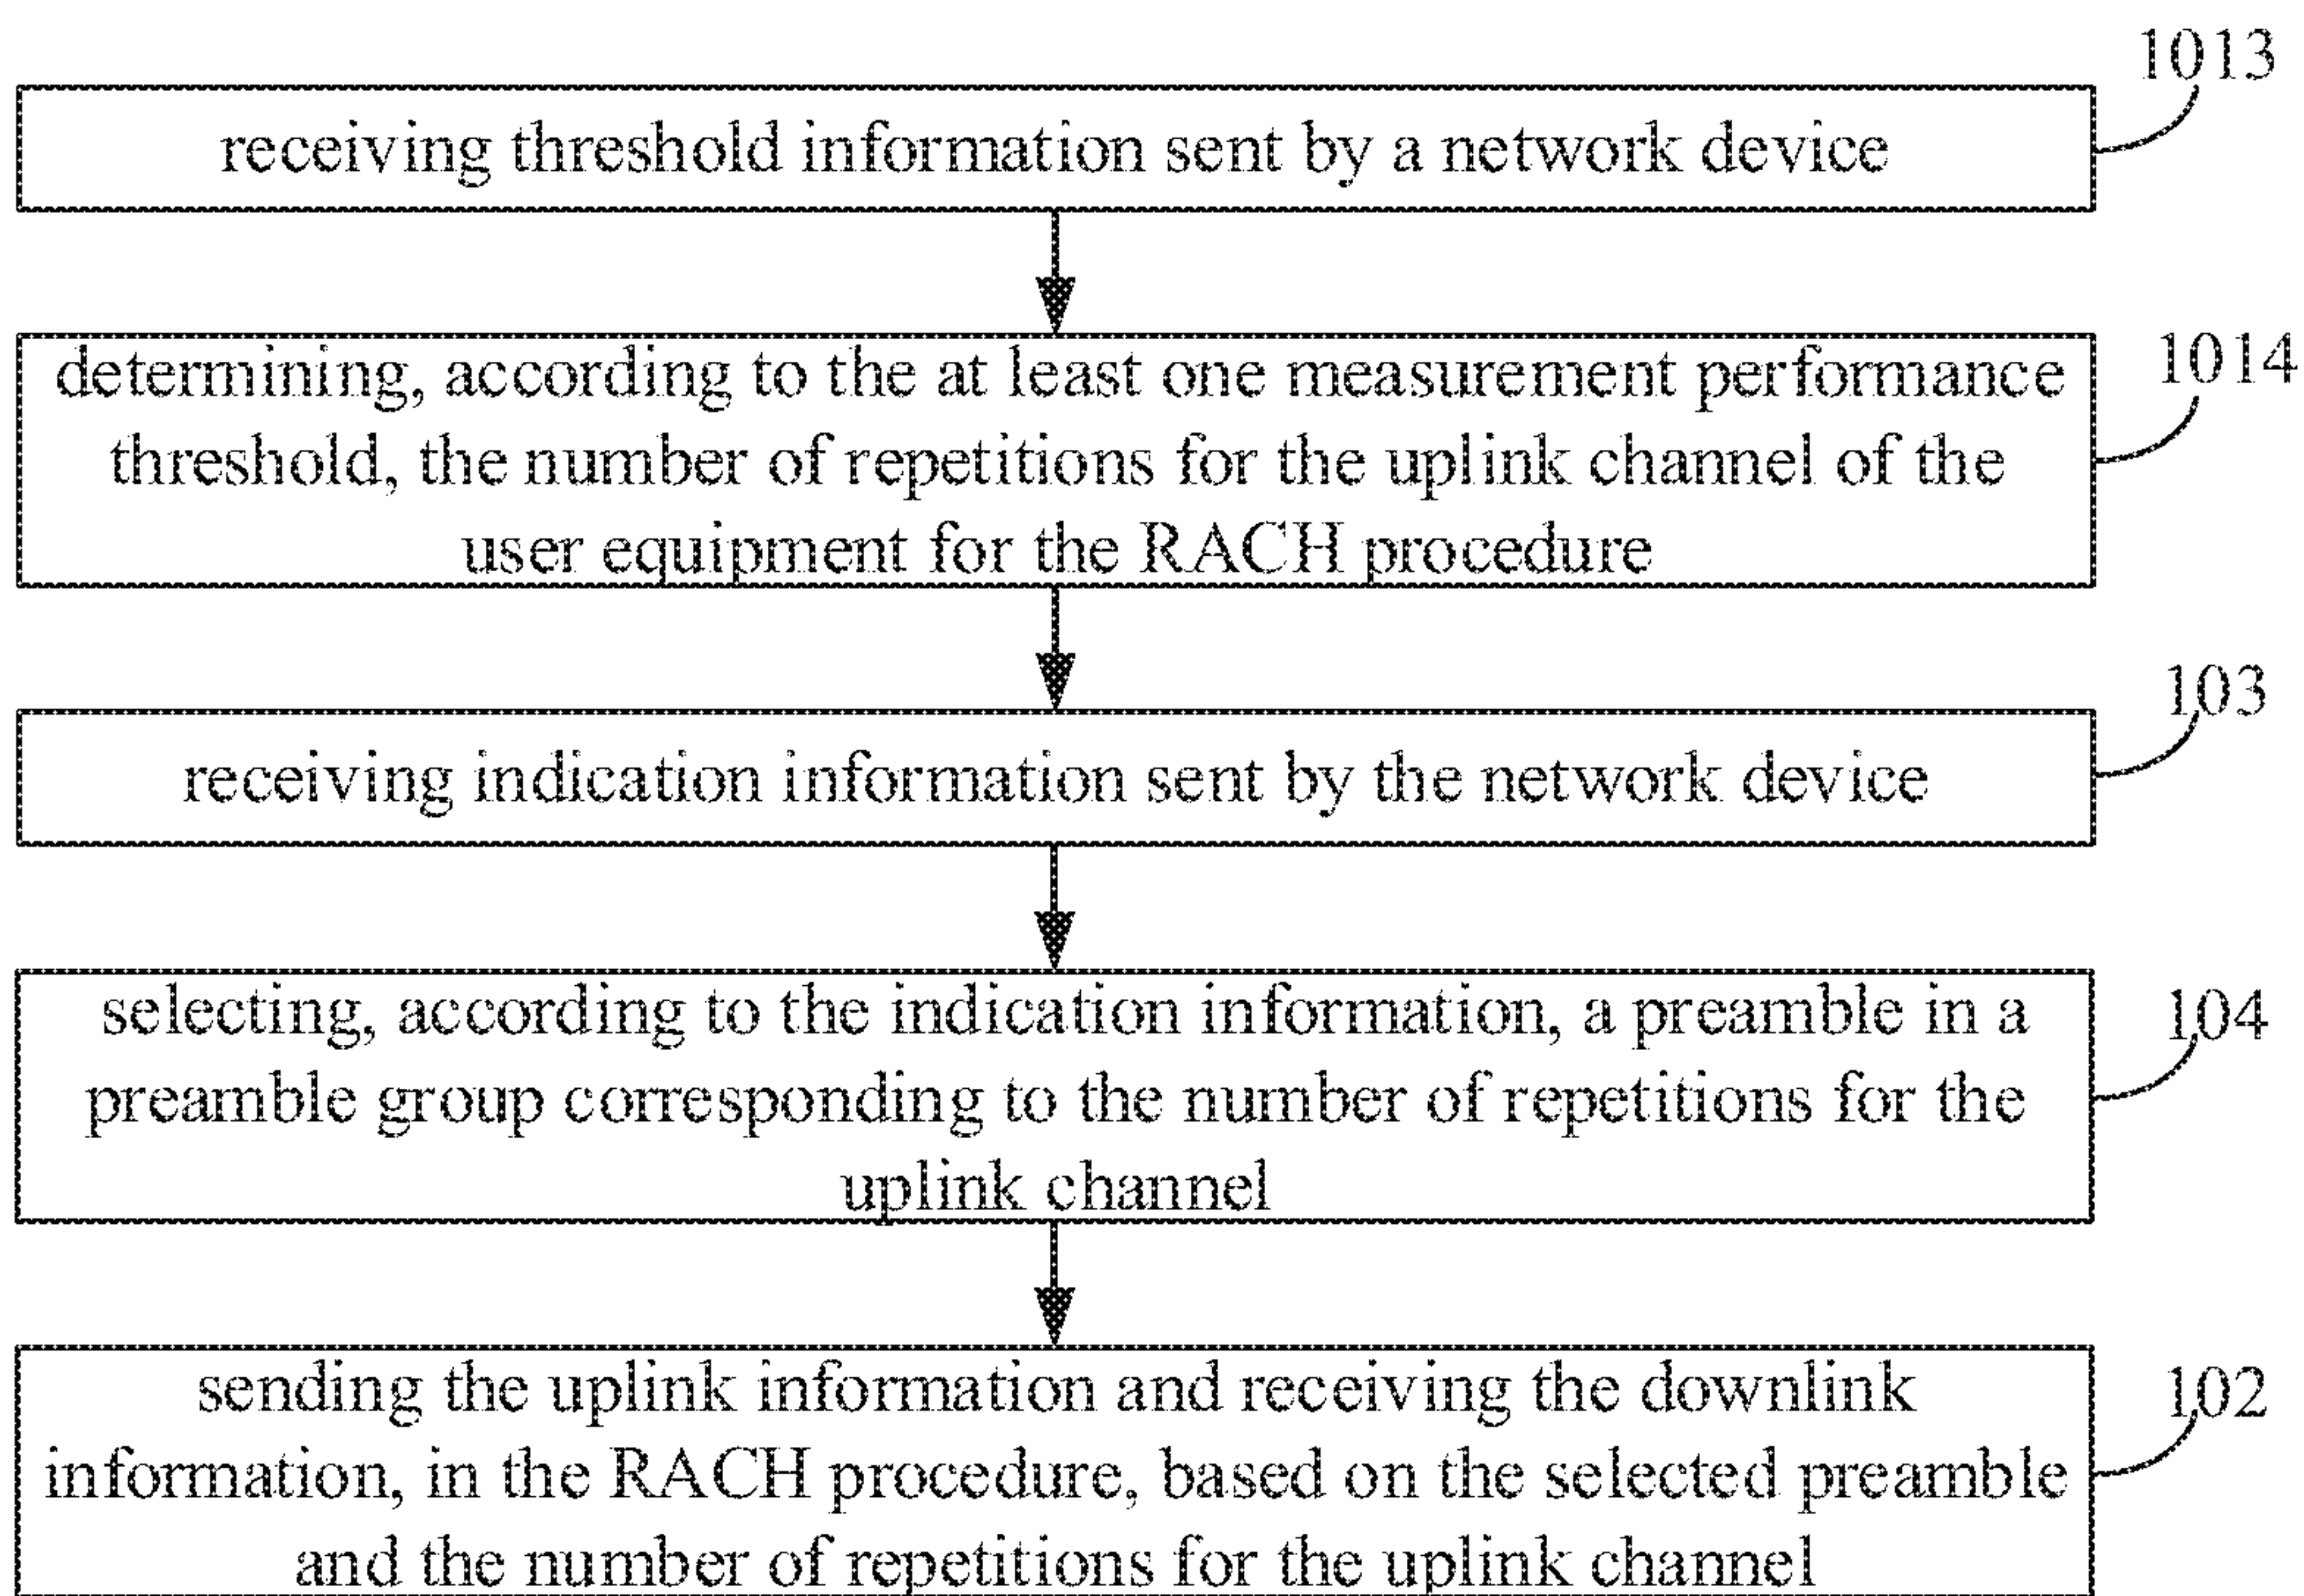 1013
receiving threshold information sent by a network device
determining, according to the at least one measurement performance
1014
threshold, the number of repetitions for the uplink channel of the
user equipment for the RACH procedure
103
receiving indication information sent by the network device
selecting, according to the indication information, a preamble in a
104
preamble group corresponding to the number of repetitions for the
uplink channel
sending the uplink information and receiving the downlink
102
information, in the RACH procedure, based on the selected preamble
and the number of repetitions for the uplink channel